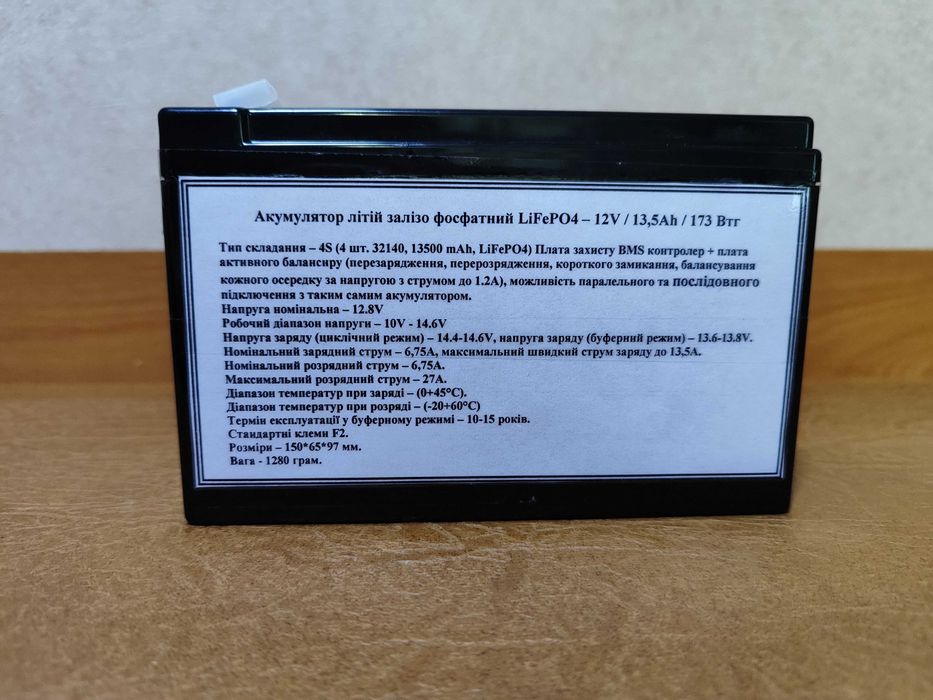 Акумулятор літій залізо фосфатний LiFePO4 – 12V / 13,5Ah / 173 Втг
Тип складання – 4S (4 шт. 32140, 13500 mAh, LiFePO4) Плата захисту BMS контролер + плата
активного балансиру (перезарядження, перерозрядження, короткого замикання, балансування
кожного осередку за напругою з струмом до 1.2А), можливість паралельного та послідовного
підключення з таким самим акумулятором.
Напруга номінальна – 12.8V
Робочий діапазон напруги – 10V - 14.6V
Напруга заряду (циклічний режим) – 14.4-14.6V, напруга заряду (буферний режим) – 13.6-13.8V.
Номінальний зарядний струм – 6,75А, максимальний швидкий струм заряду до 13,5А.
Номінальний розрядний струм – 6,75А.
Максимальний розрядний струм – 27А.
Діапазон температур при заряді – (0+45°C).
Діапазон температур при розряді – (-20+60°C)
Термін експлуатації у буферному режимі – 10-15 років.
Стандартні клеми F2.
Розміри – 150*65*97 мм.
Вага - 1280 грам.